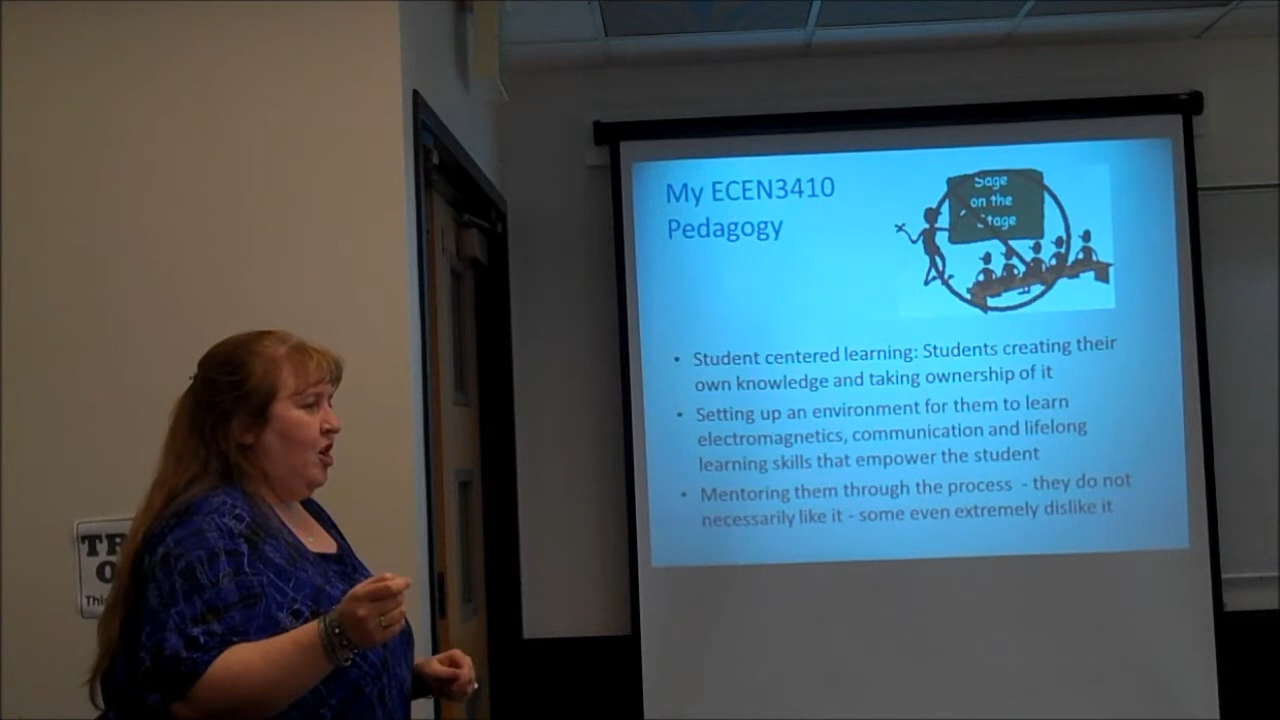 My ECEN3410
Pedagogy
Sage
on the
Stage
• Student centered learning: Students creating their
own knowledge and taking ownership of it
• Setting up an environment for them to learn
electromagnetics, communication and lifelong
learning skills that empower the student
• Mentoring them through the process - they do not
necessarily like it - some even extremely dislike it